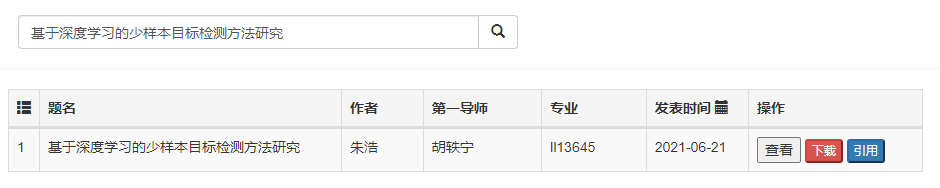 基于深度学习的少样本目标检测方法研究
题名 作者 第一导师 专业 发表时间 操作
1 基于深度学习的少样本目标检测方法研究 朱浩 胡轶宁 ll13645 2021-06-21 查看 下载 引用